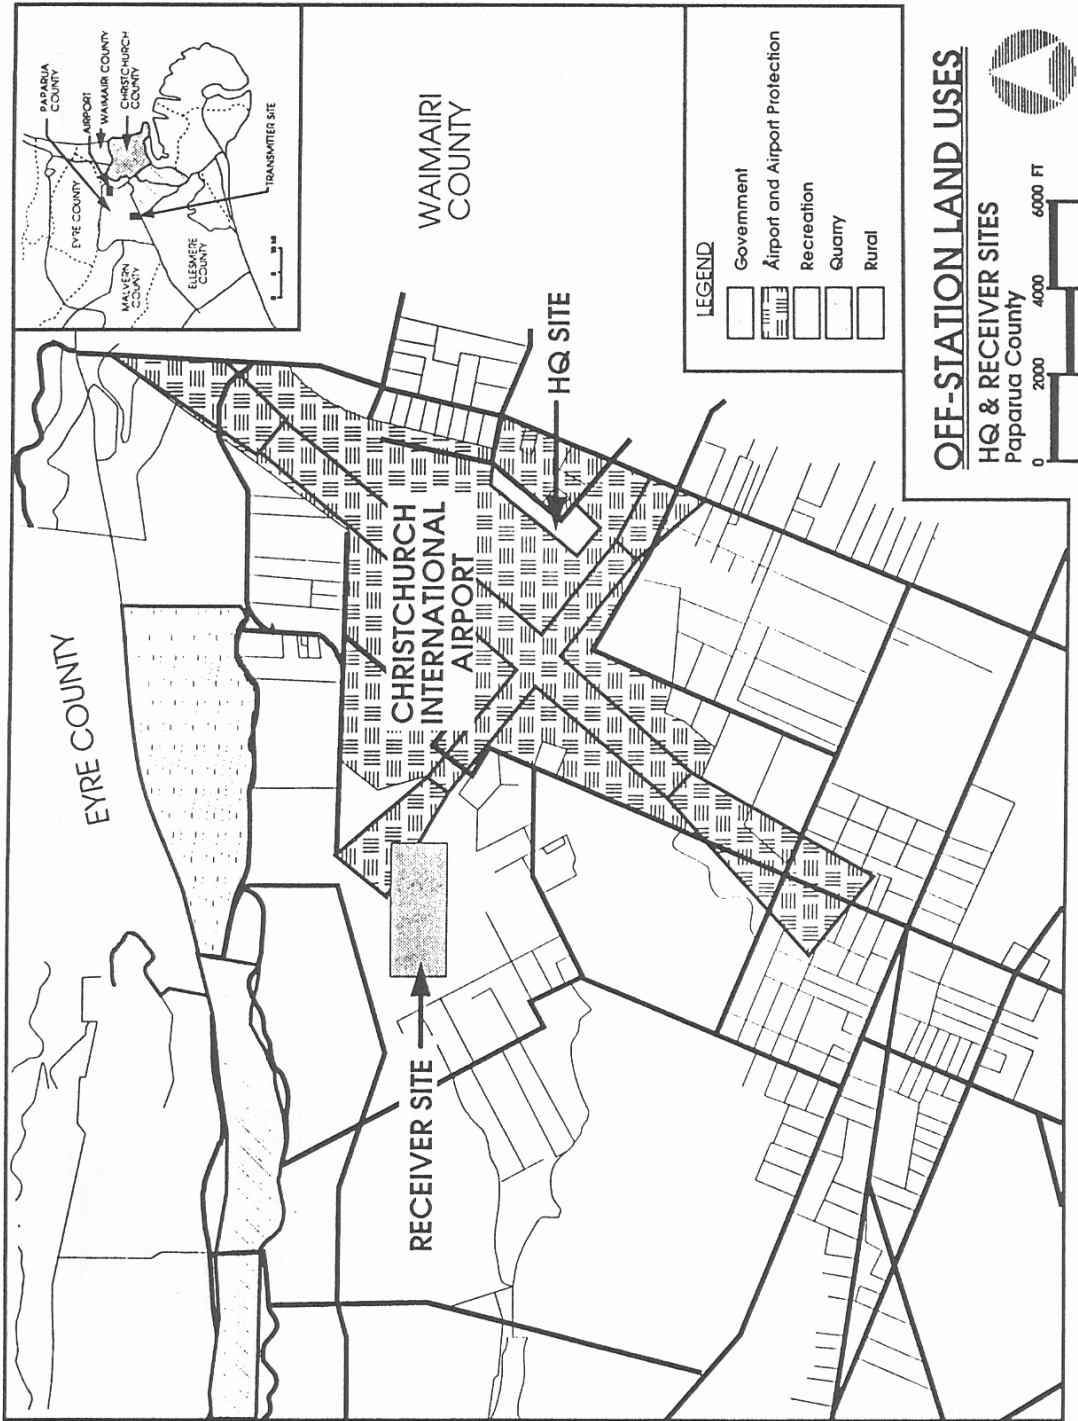 PAPARUA
COUNTY
AIRPORT
WAIMAIRI COUNTY
CHRISTCHURCH
COUNTY
EYRE COUNTY
MALVERN
COUNTY
ELLESMERE
COUNTY
TRANSMITTER SITE
EYRE COUNTY
WAIMAIRI
COUNTY
CHRISTCHURCH
INTERNATIONAL
AIRPORT
HQ SITE
RECEIVER SITE
LEGEND
Government
Airport and Airport Protection
Recreation
Quarry
Rural
OFF-STATION LAND USES
HQ & RECEIVER SITES
Paparua County
0 2000 4000 6000 FT